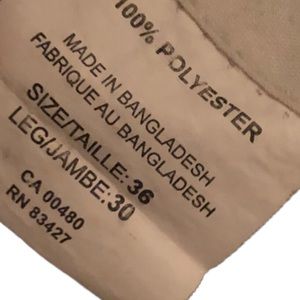 100% POLYESTER
MADE IN BANGLADESH
FABRIQUE AU BANGLADESH
SIZE/TAILLE: 36
LEG/JAMBE:30
CA 00480
RN 83427